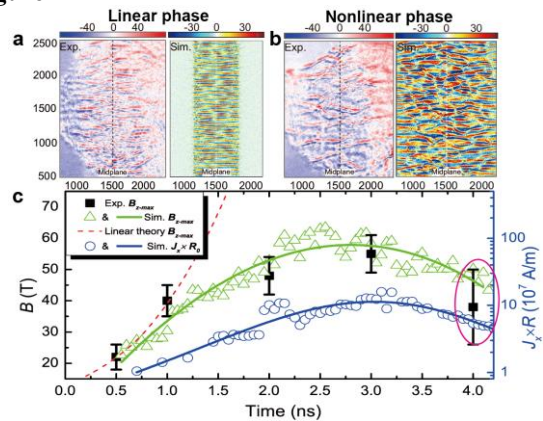 Linear phase
Nonlinear phase
-40 0 40
-30 0 30
-40 0 40
-30 0 30
a
b
Exp.
Sim.
Exp.
Sim.
2500
2000
1500
1000
500
Midplane
Midplane
Midplane
Midplane
1000 1500 2000
1500 2000
1000 1500 2000
1000 1500 2000
c
Exp. Bz-max
& Sim. Bz-max
Linear theory Bz-max
& Sim. Jx × R0
70
60
50
40
30
20
B (T)
100
10
1
Jx×R (10⁷ A/m)
0.0 0.5 1.0 1.5 2.0 2.5 3.0 3.5 4.0
Time (ns)